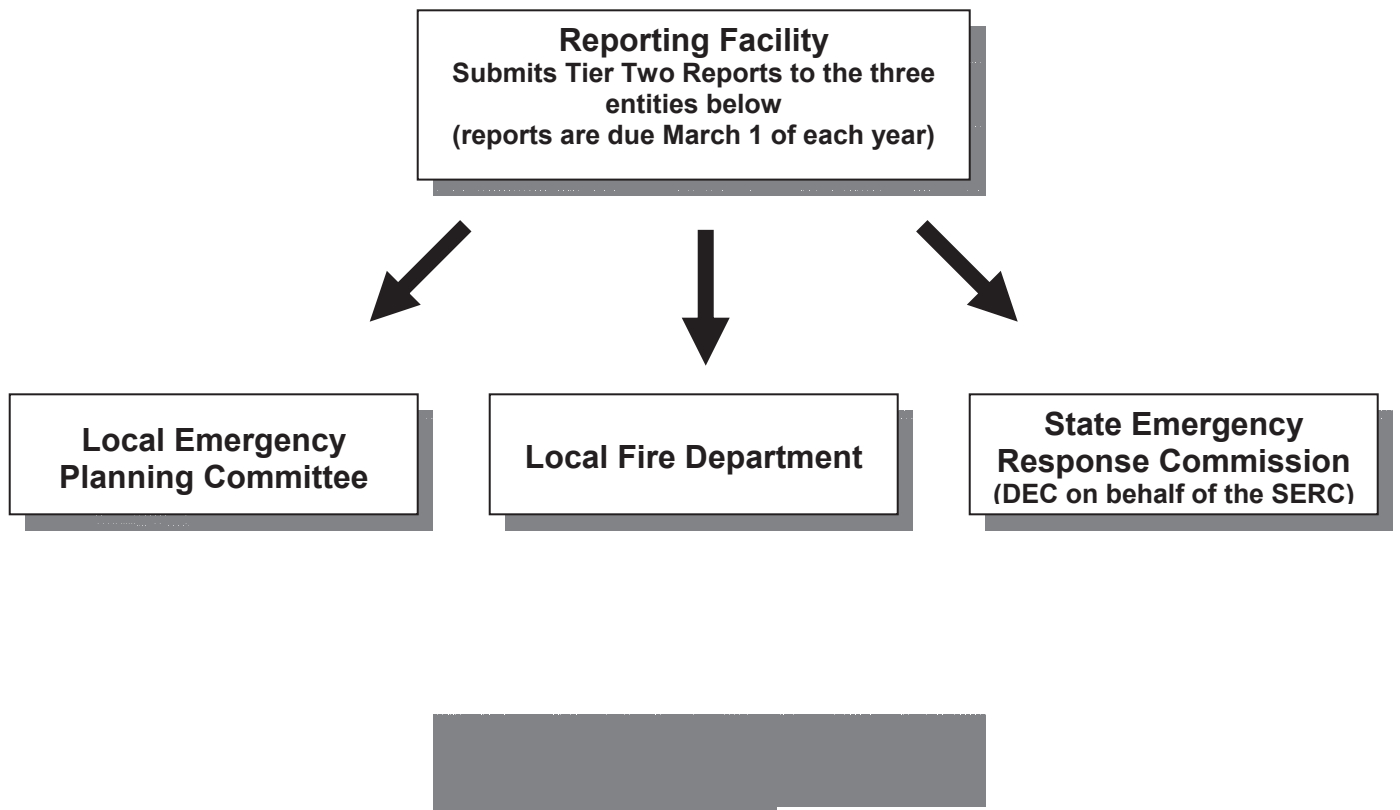 Reporting Facility
Submits Tier Two Reports to the three
entities below
(reports are due March 1 of each year)
Local Emergency
Planning Committee
Local Fire Department
State Emergency
Response Commission
(DEC on behalf of the SERC)